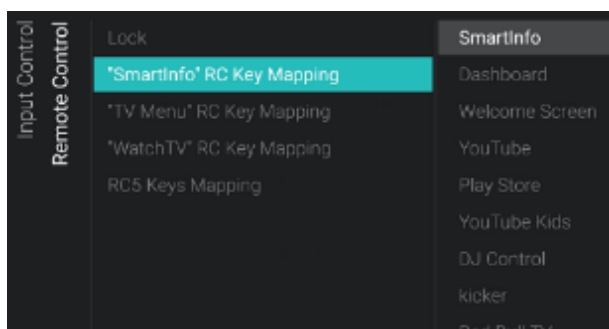 Input Control
Remote Control
Lock
"SmartInfo" RC Key Mapping
"TV Menu" RC Key Mapping
"WatchTV" RC Key Mapping
RC5 Keys Mapping
SmartInfo
Dashboard
Welcome Screen
YouTube
Play Store
YouTube Kids
DJ Control
kicker